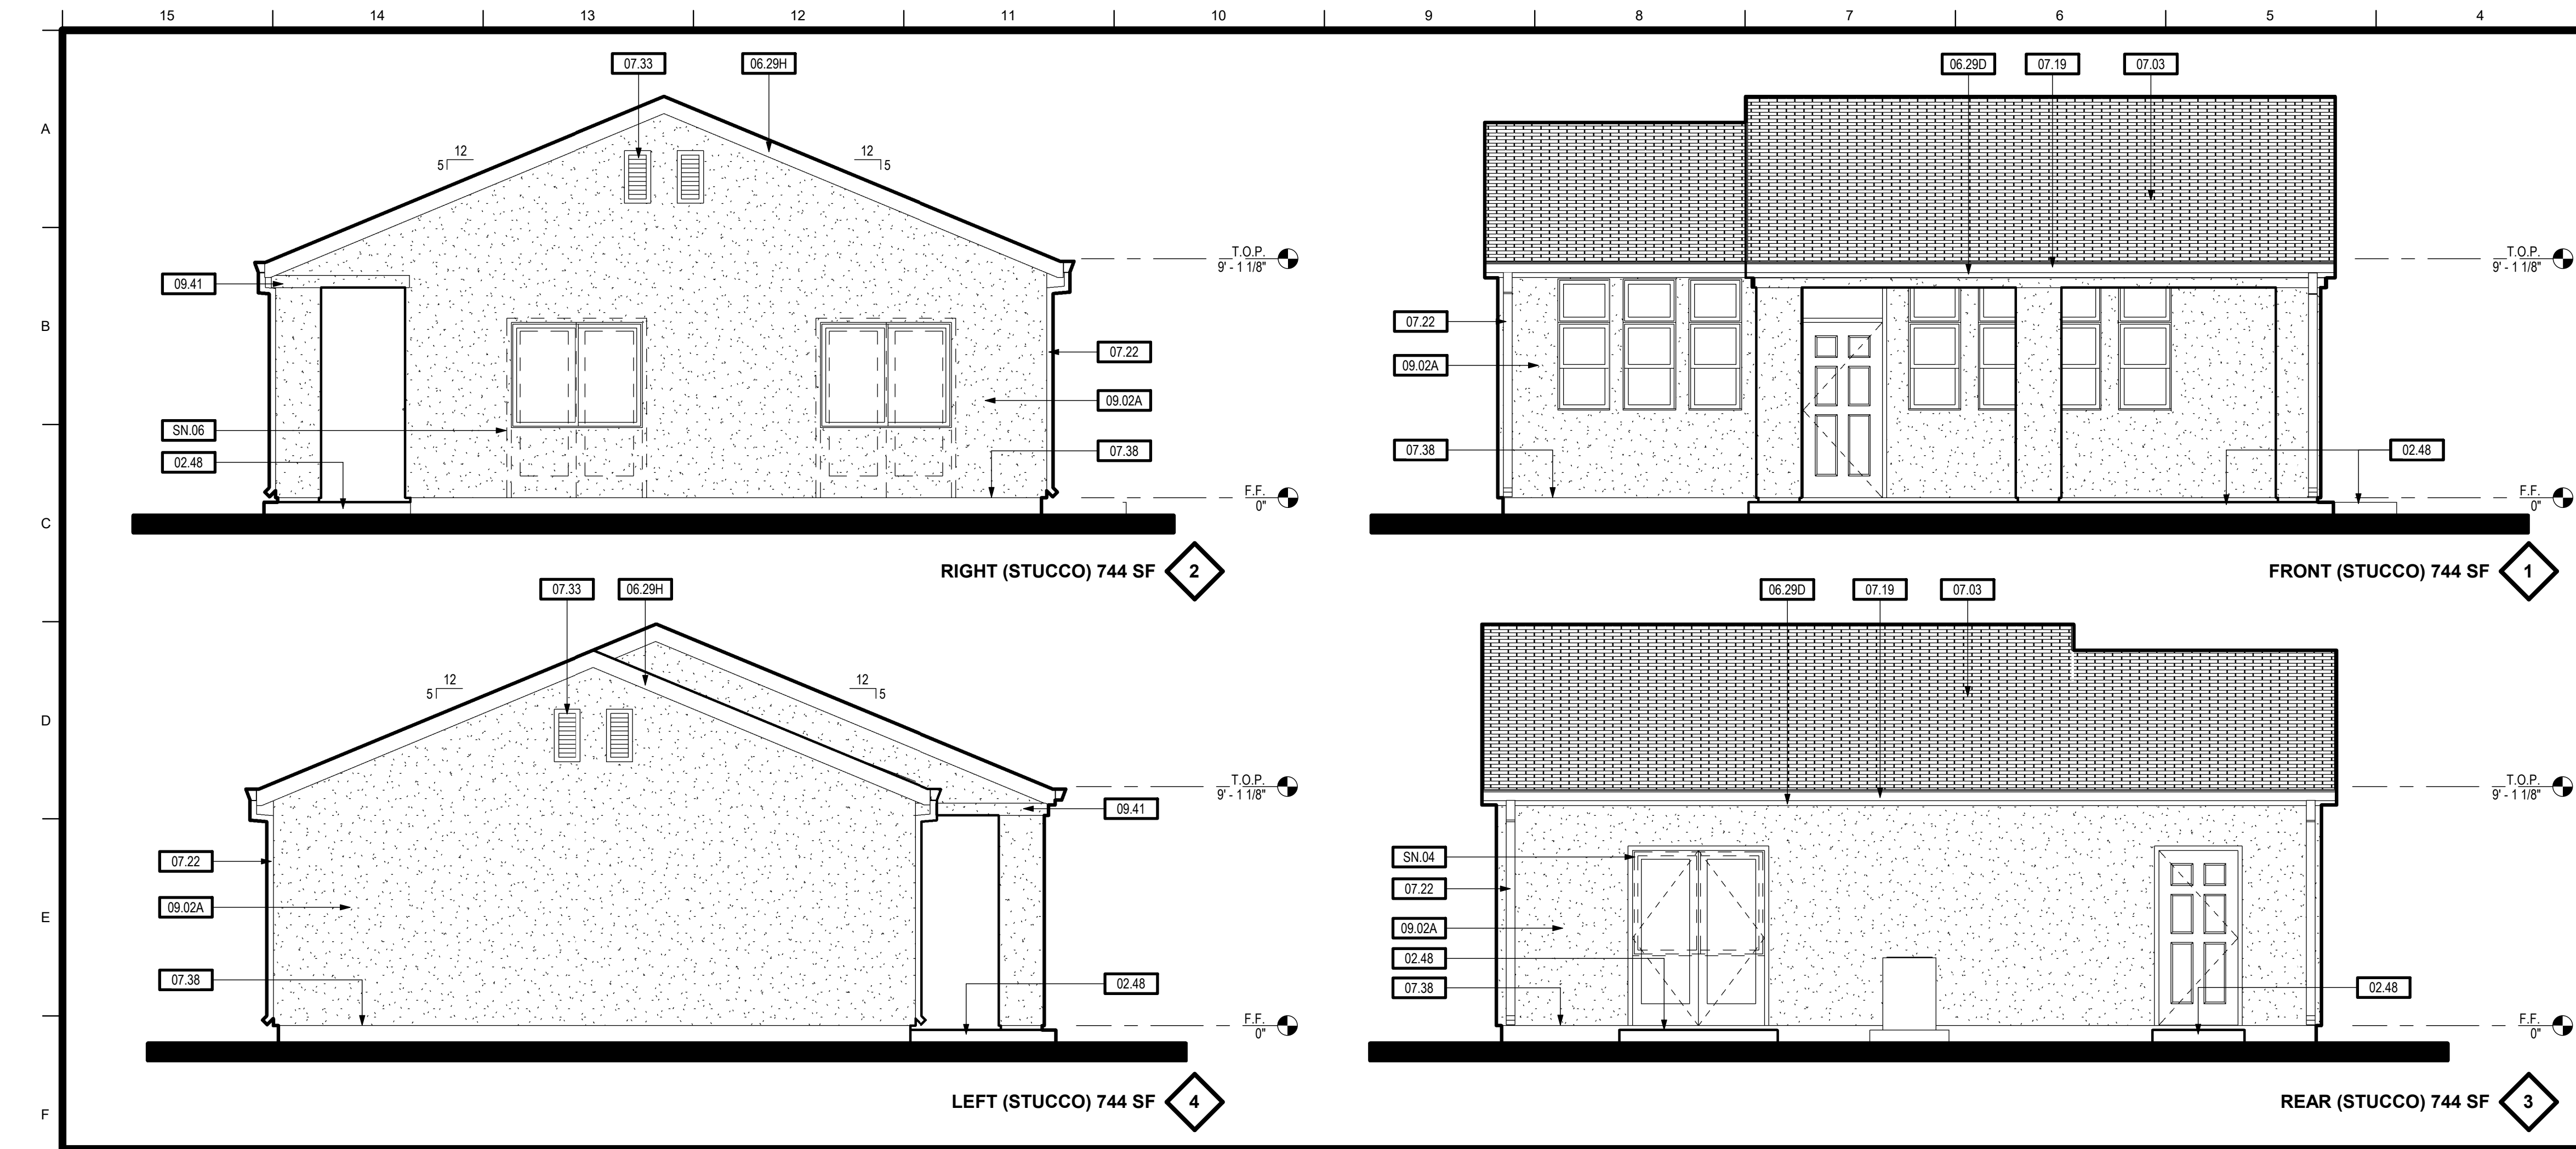 15 14 13 12 11 10 9 8 7 6 5 4
A
B
C
D
E
F
07.33 06.29H
12
5
12
5
T.O.P.
9' - 1 1/8"
09.41
07.22
09.02A
SN.06
07.38
02.48
F.F.
0"
RIGHT (STUCCO) 744 SF 2
06.29D 07.19 07.03
T.O.P.
9' - 1 1/8"
07.22
09.02A
07.38
02.48
F.F.
0"
FRONT (STUCCO) 744 SF 1
07.33 06.29H
12
5
12
5
T.O.P.
9' - 1 1/8"
09.41
07.22
09.02A
07.38
02.48
F.F.
0"
LEFT (STUCCO) 744 SF 4
06.29D 07.19 07.03
T.O.P.
9' - 1 1/8"
SN.04
07.22
09.02A
02.48
07.38
02.48
F.F.
0"
REAR (STUCCO) 744 SF 3